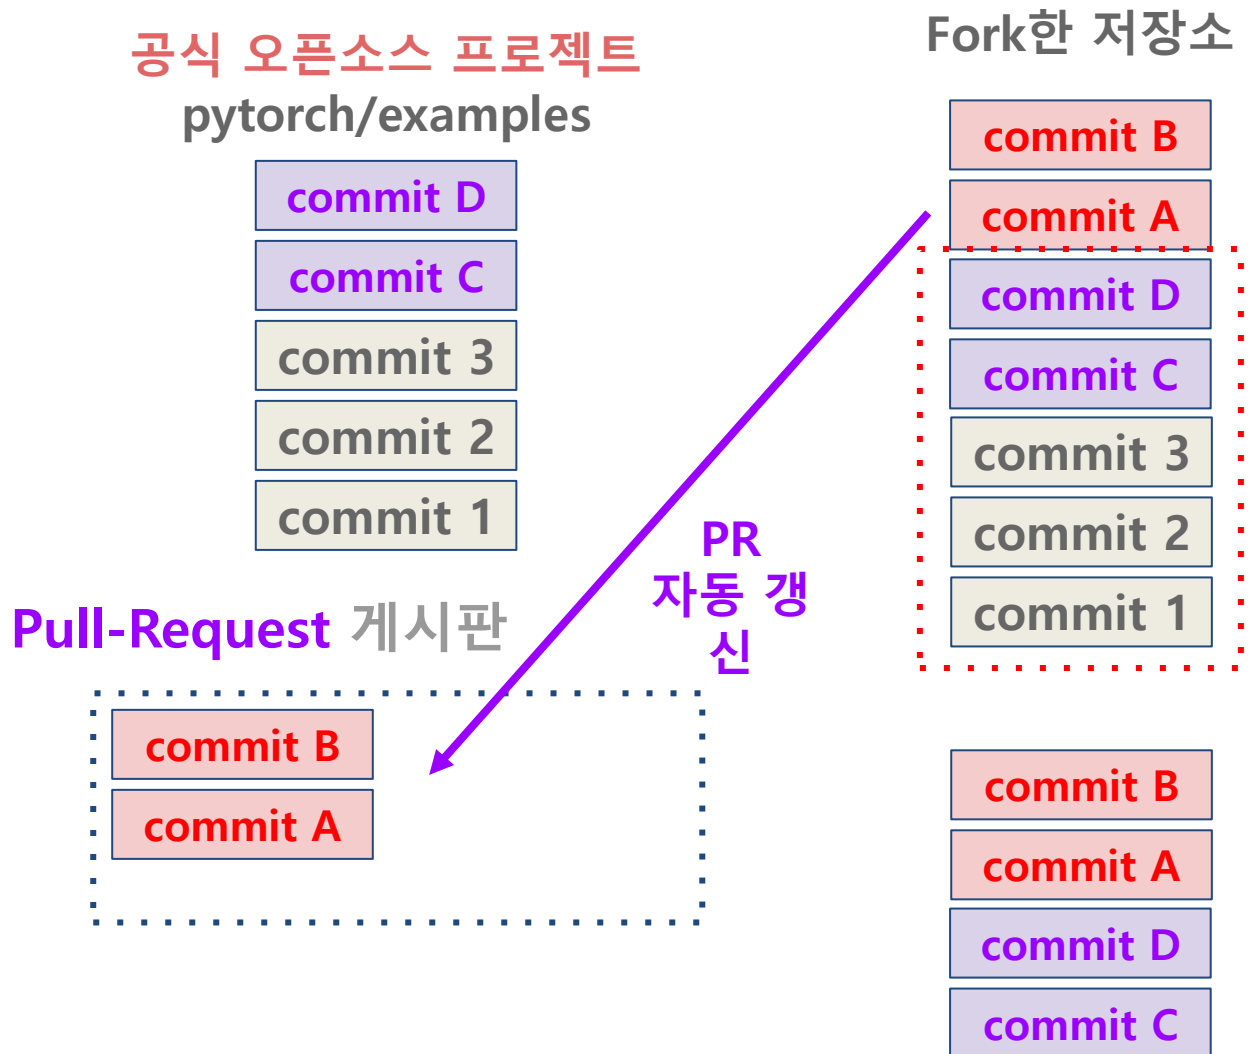 공식 오픈소스 프로젝트
pytorch/examples
commit D
commit C
commit 3
commit 2
commit 1
Pull-Request 게시판
commit B
commit A
PR
자동 갱
신
Fork한 저장소
commit B
commit A
commit D
commit C
commit 3
commit 2
commit 1
commit B
commit A
commit D
commit C